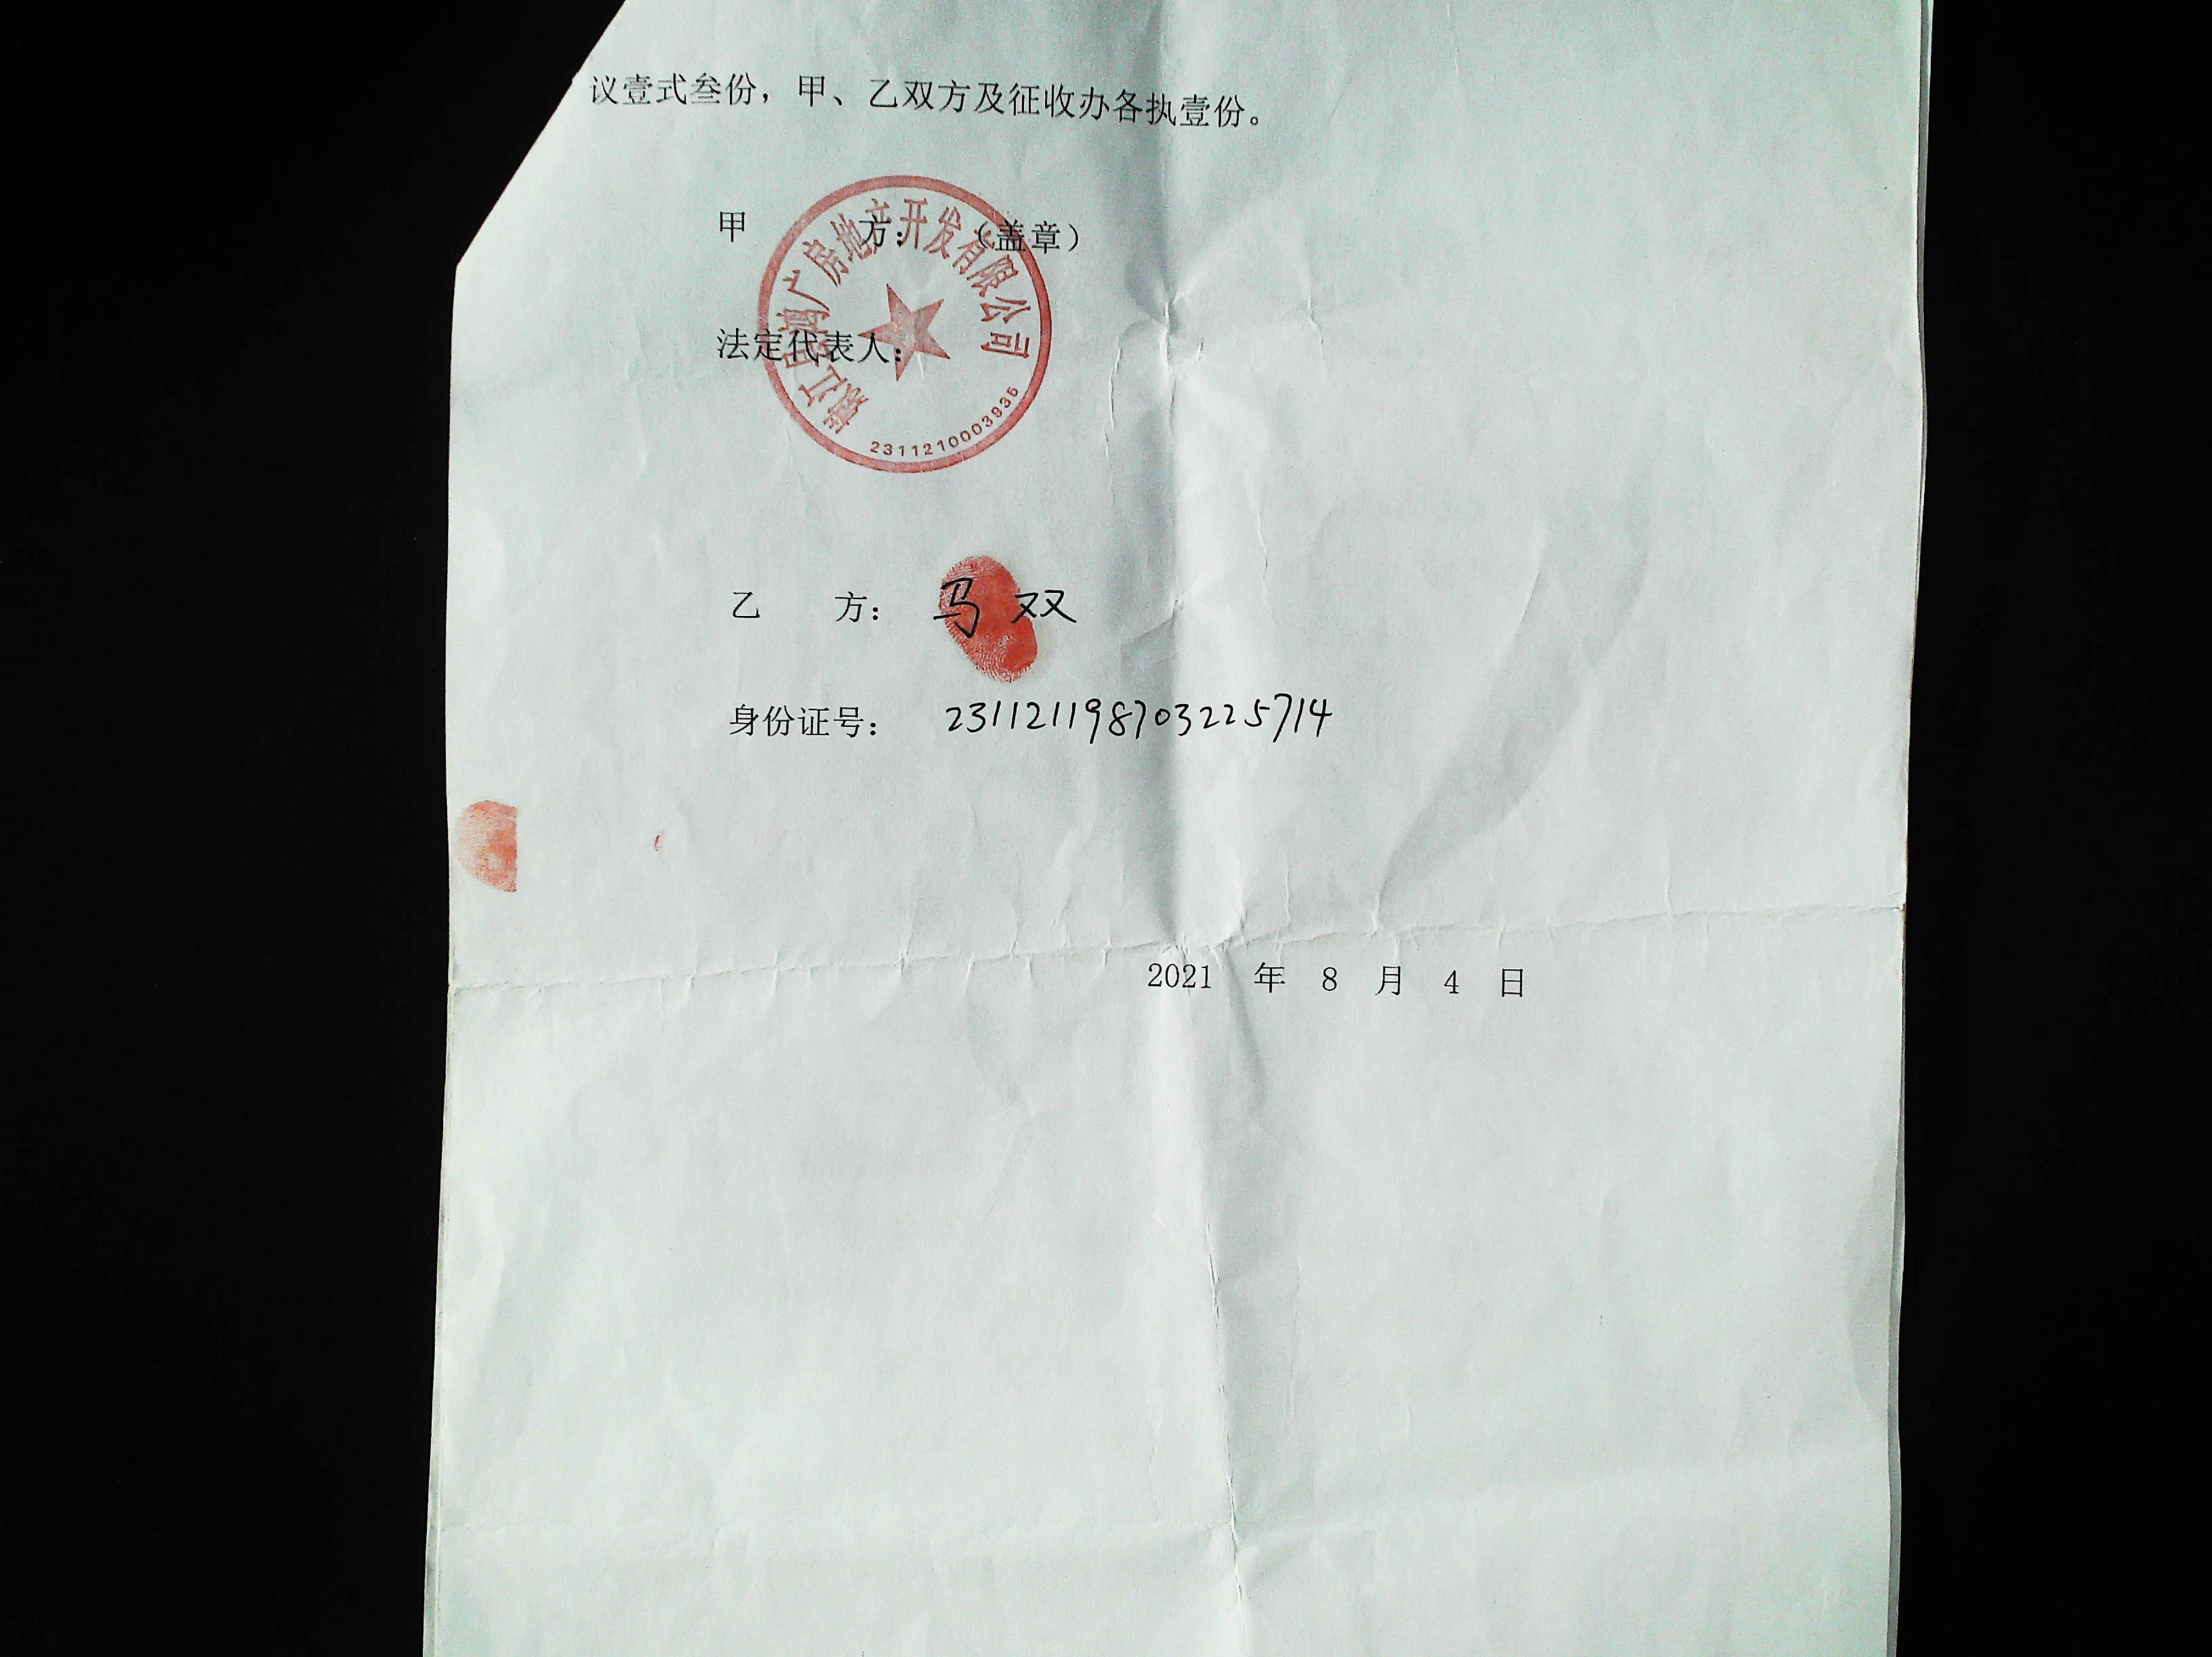 议壹式叁份，甲、乙双方及征收办各执壹份。
甲 方：（盖章）
房地产开发有限公司
法定代表人：
2311210003935
乙 方： 马双
身份证号： 231121198703225714
2021 年 8 月 4 日